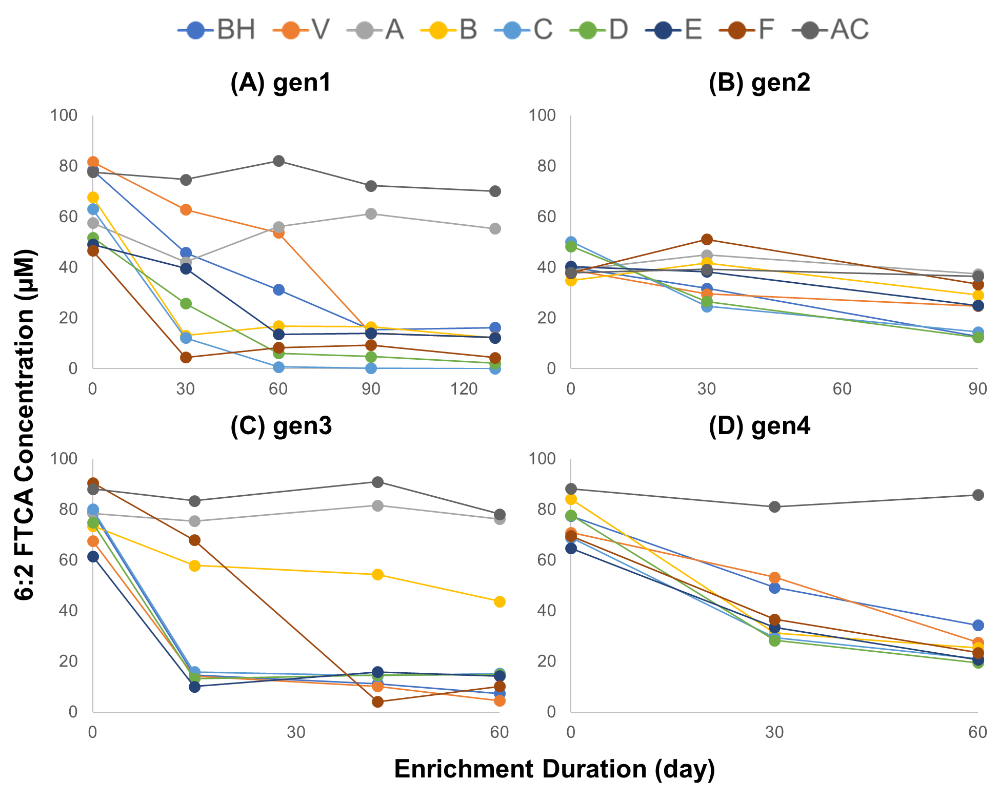 BH V A B C D E F AC
(A) gen1
100
80
60
40
20
0
0 30 60 90 120
(B) gen2
100
80
60
40
20
0
0 30 60 90
(C) gen3
100
80
60
40
20
0
0 30 60
(D) gen4
100
80
60
40
20
0
0 30 60
6:2 FTCA Concentration (µM)
Enrichment Duration (day)